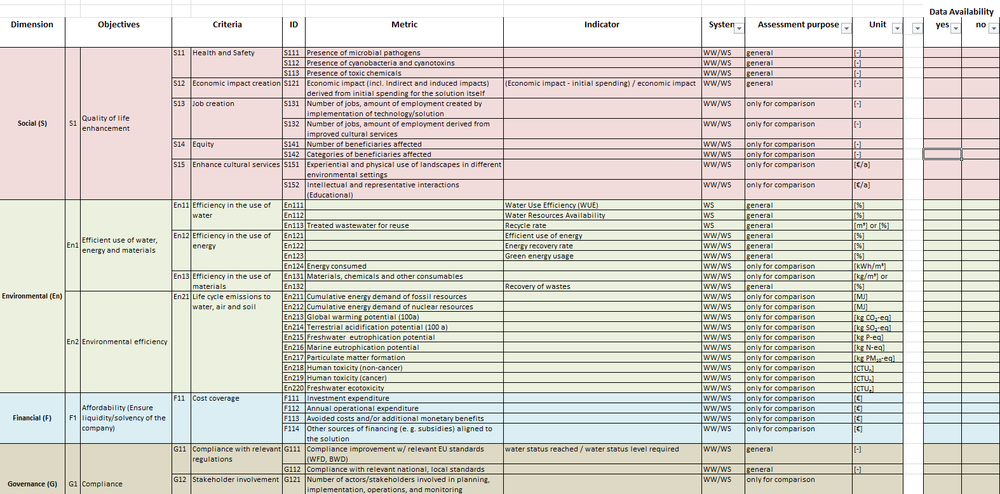 Data Availability
Dimension Objectives Criteria ID Metric Indicator System Assessment purpose Unit yes no
S11 Health and Safety S111 Presence of microbial pathogens WW/WS general [-]
S112 Presence of cyanobacteria and cyanotoxins WW/WS general [-]
S113 Presence of toxic chemicals WW/WS general [-]
S12 Economic impact creation S121 Economic impact (incl. Indirect and induced impacts) (Economic impact - initial spending) / economic impact WW/WS general [-]
derived from initial spending for the solution itself
S13 Job creation S131 Number of jobs, amount of employment created by WW/WS only for comparison [-]
implementation of technology/solution
Social (S) S1 Quality of life enhancement S132 Number of jobs, amount of employment derived from WW/WS only for comparison [-]
improved cultural services
S14 Equity S141 Number of beneficiaries affected WW/WS only for comparison [-]
S142 Categories of beneficiaries affected WW/WS only for comparison [-]
S15 Enhance cultural services S151 Experiential and physical use of landscapes in different WW/WS only for comparison [€/a]
environmental settings
S152 Intellectual and representative interactions WW/WS only for comparison [€/a]
(Educational)
En11 Efficiency in the use of En111 Water Use Efficiency (WUE) WS general [%]
water En112 Water Resources Availability WS general [%]
En113 Treated wastewater for reuse Recycle rate WS general [m³] or [%]
En12 Efficiency in the use of En121 Efficient use of energy WW/WS general [%]
En1 Efficient use of water, energy and materials energy En122 Energy recovery rate WW/WS general [%]
En123 Green energy usage WW/WS general [%]
En124 Energy consumed WW/WS only for comparison [kWh/m³]
En13 Efficiency in the use of En131 Materials, chemicals and other consumables WW/WS only for comparison [kg/m³] or
materials En132 Recovery of wastes WW/WS general [%]
Environmental (En) En21 Life cycle emissions to En211 Cumulative energy demand of fossil resources WW/WS only for comparison [MJ]
water, air and soil En212 Cumulative energy demand of nuclear resources WW/WS only for comparison [MJ]
En213 Global warming potential (100a) WW/WS only for comparison [kg CO₂-eq]
En214 Terrestrial acidification potential (100 a) WW/WS only for comparison [kg SO₂-eq]
En215 Freshwater eutrophication potential WW/WS only for comparison [kg P-eq]
En2 Environmental efficiency En216 Marine eutrophication potential WW/WS only for comparison [kg N-eq]
En217 Particulate matter formation WW/WS only for comparison [kg PM₁₀-eq]
En218 Human toxicity (non-cancer) WW/WS only for comparison [CTUₕ]
En219 Human toxicity (cancer) WW/WS only for comparison [CTUₕ]
En220 Freshwater ecotoxicity WW/WS only for comparison [CTUₑ]
F11 Cost coverage F111 Investment expenditure WW/WS only for comparison [€]
F112 Annual operational expenditure WW/WS only for comparison [€]
Financial (F) F1 Affordability (Ensure liquidity/solvency of the company) F113 Avoided costs and/or additional monetary benefits WW/WS only for comparison [€]
F114 Other sources of financing (e. g. subsidies) aligned to WW/WS only for comparison [€]
the solution
G11 Compliance with relevant G111 Compliance improvement w/ relevant EU standards water status reached / water status level required WW/WS general [-]
regulations (WFD, BWD)
G112 Compliance with relevant national, local standards WW/WS general [-]
Governance (G) G1 Compliance G12 Stakeholder involvement G121 Number of actors/stakeholders involved in planning, WW/WS only for comparison
implementation, operations, and monitoring